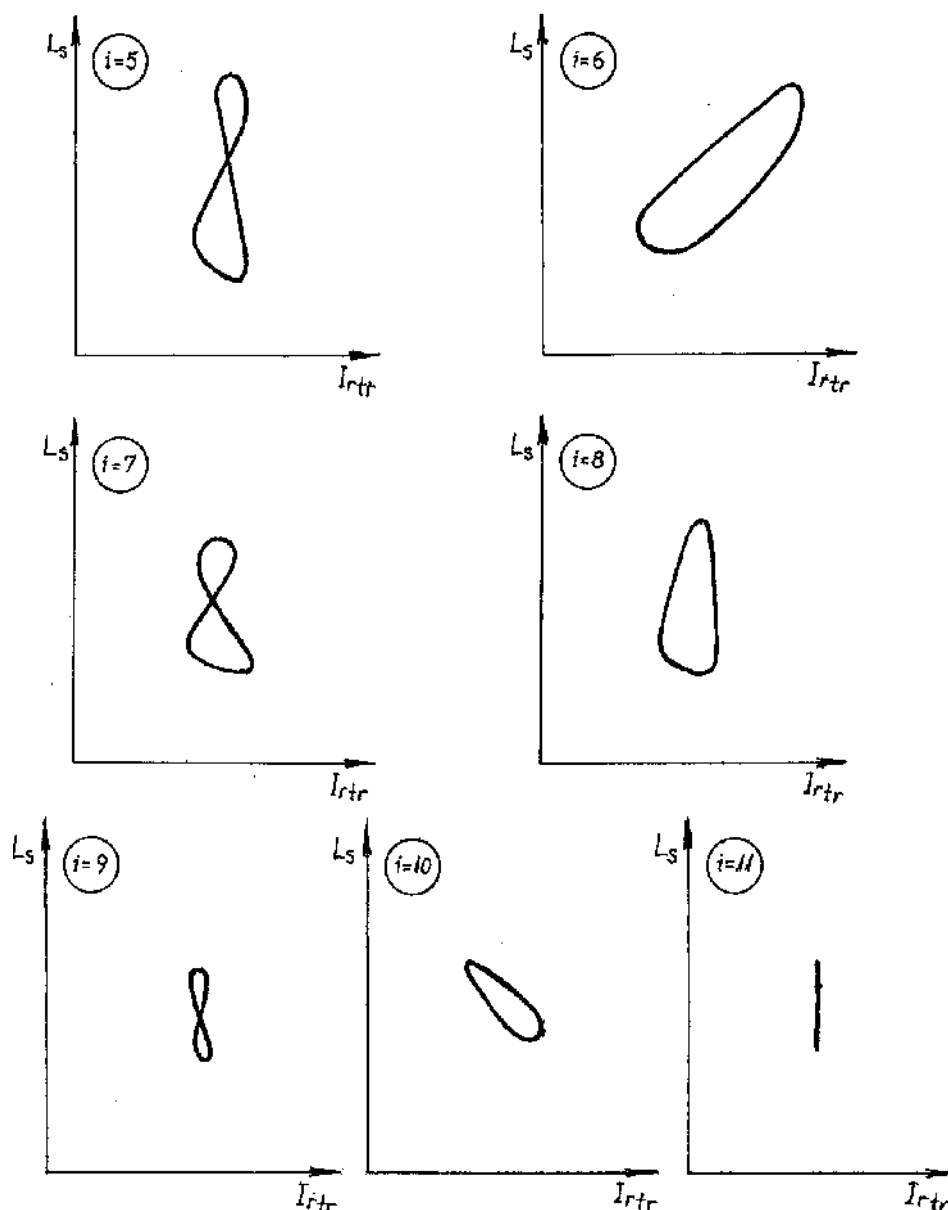 Ls i=5
Irtr
Ls i=6
Irtr
Ls i=7
Irtr
Ls i=8
Irtr
Ls i=9
Irtr
Ls i=10
Irtr
Ls i=11
Irtr